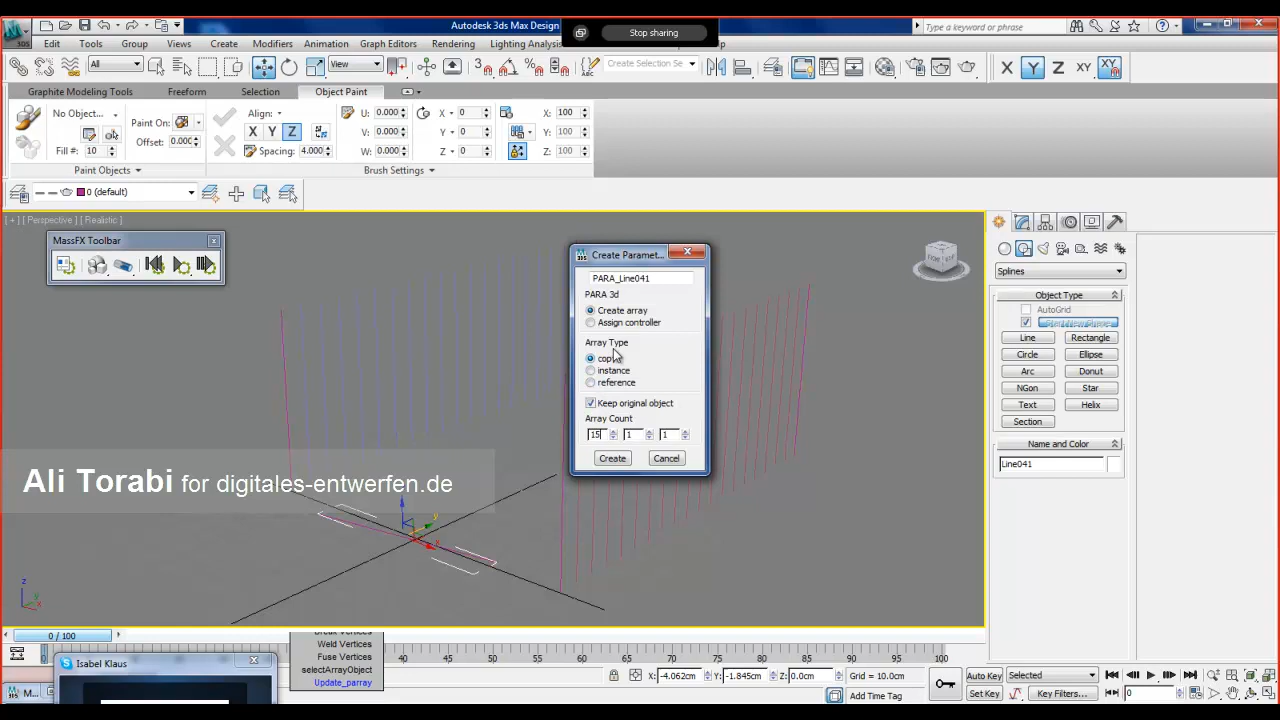 Autodesk 3ds Max Design
Stop sharing
Type a keyword or phrase
Edit Tools Group Views Create Modifiers Animation Graph Editors Rendering Lighting Analysis
All
View
Create Selection Se
X Y Z XY XY
Graphite Modeling Tools Freeform Selection Object Paint
No Object...
Paint On:
Align:
U: 0.000
X 0
X: 100
Offset: 0.000
X Y Z
V: 0.000
Y 0
Y: 100
Fill #: 10
Spacing: 4.000
W: 0.000
Z 0
Z: 100
Paint Objects
Brush Settings
0 (default)
[ + ] [ Perspective ] [ Realistic ]
MassFX Toolbar
Create Paramet...
PARA_Line041
PARA 3d
Create array
Assign controller
Array Type
copy
instance
reference
Keep original object
Array Count
15 1 1
Create Cancel
Splines
Object Type
AutoGrid
Start New Shape
Line Rectangle
Circle Ellipse
Arc Donut
NGon Star
Text Helix
Section
Name and Color
Line041
Ali Torabi for digitales-entwerfen.de
z
y
x
z
x
0 / 100
Break Vertices
Weld Vertices
Fuse Vertices
selectArrayObject
Update_parray
40 45 50 55 60 65 70 75 80 85 90 95 100
Isabel Klaus
M...
X: -4.062cm Y: -1.845cm Z: 0.0cm Grid = 10.0cm
Add Time Tag
Auto Key Selected
Set Key Key Filters...
0